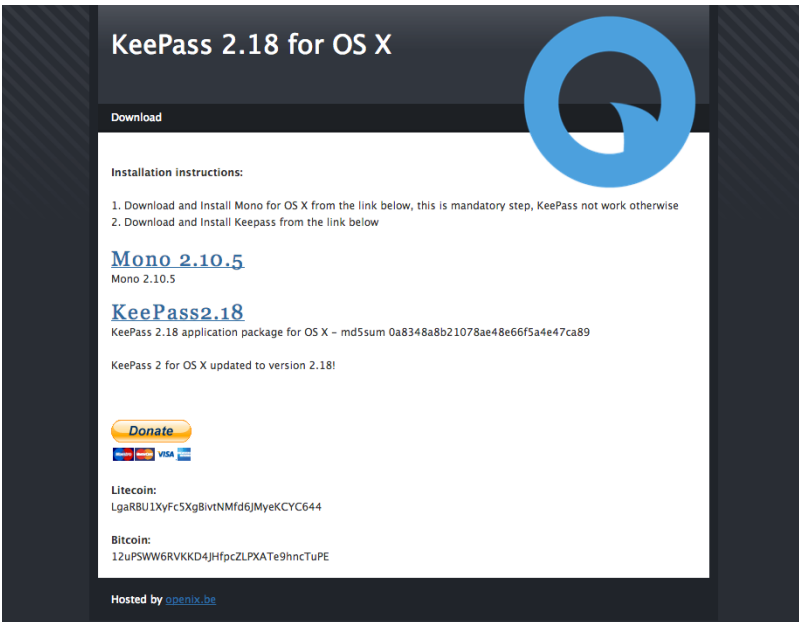 KeePass 2.18 for OS X
Download
Installation instructions:
1. Download and Install Mono for OS X from the link below, this is mandatory step, KeePass not work otherwise
2. Download and Install Keepass from the link below
Mono 2.10.5
Mono 2.10.5
KeePass2.18
KeePass 2.18 application package for OS X – md5sum 0a8348a8b21078ae48e66f5a4e47ca89
KeePass 2 for OS X updated to version 2.18!
Donate
VISA
Litecoin:
LgaRBU1XyFc5XgBivtNMfd6JMyeKCYC644
Bitcoin:
12uPSWW6RVKKD4JHfpcZLPXATe9hncTuPE
Hosted by openix.be